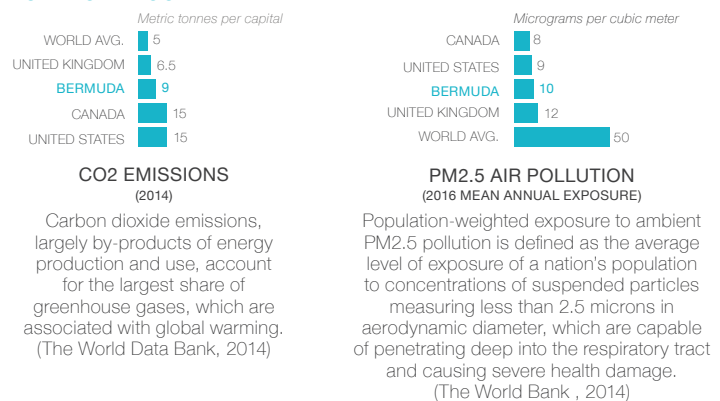 Metric tonnes per capital
WORLD AVG. 5
UNITED KINGDOM 6.5
BERMUDA 9
CANADA 15
UNITED STATES 15
CO2 EMISSIONS
(2014)
Carbon dioxide emissions,
largely by-products of energy
production and use, account
for the largest share of
greenhouse gases, which are
associated with global warming.
(The World Data Bank, 2014)
Micrograms per cubic meter
CANADA 8
UNITED STATES 9
BERMUDA 10
UNITED KINGDOM 12
WORLD AVG. 50
PM2.5 AIR POLLUTION
(2016 MEAN ANNUAL EXPOSURE)
Population-weighted exposure to ambient
PM2.5 pollution is defined as the average
level of exposure of a nation's population
to concentrations of suspended particles
measuring less than 2.5 microns in
aerodynamic diameter, which are capable
of penetrating deep into the respiratory tract
and causing severe health damage.
(The World Bank , 2014)